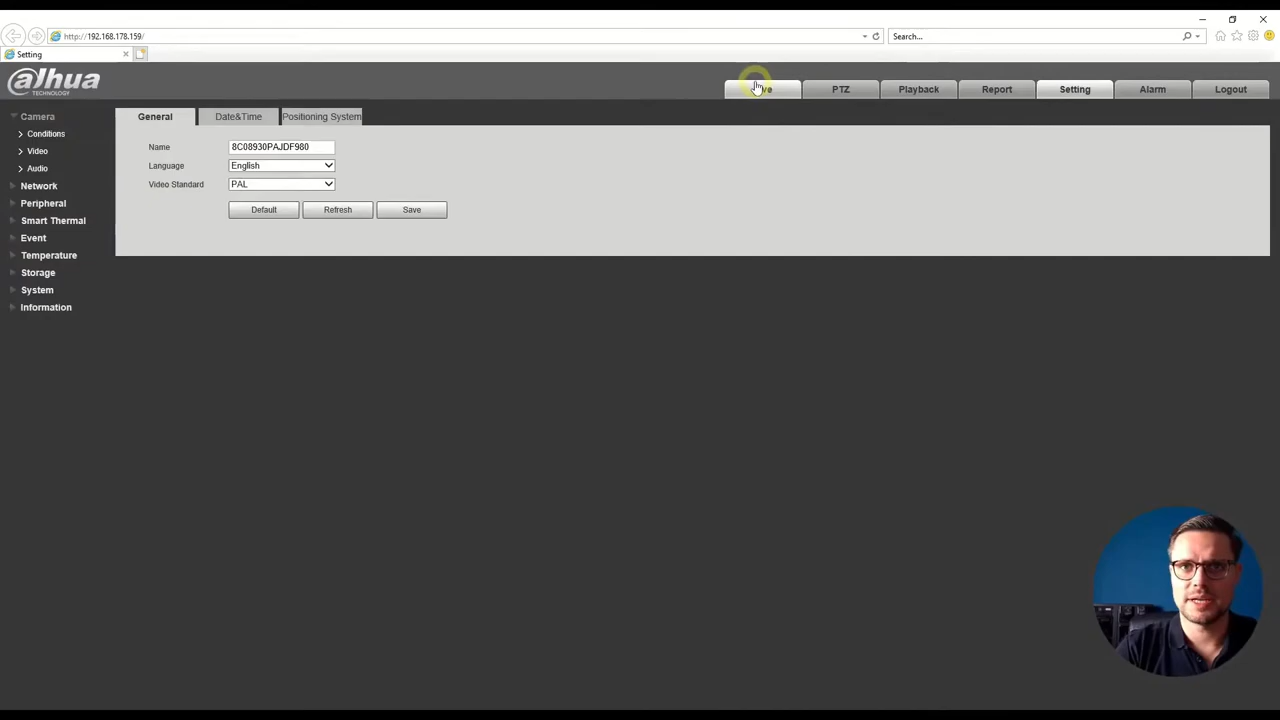 http://192.168.178.159/
Search...
Setting
alhua
TECHNOLOGY
PTZ
Playback
Report
Setting
Alarm
Logout
Camera
Conditions
Video
Audio
Network
Peripheral
Smart Thermal
Event
Temperature
Storage
System
Information
General
Date&Time
Positioning System
Name
8C08930PAJDF980
Language
English
Video Standard
PAL
Default
Refresh
Save